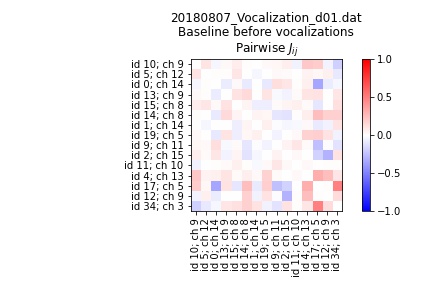 20180807_Vocalization_d01.dat
Baseline before vocalizations
Pairwise J_ij
id 10; ch 9
id 5; ch 12
id 0; ch 14
id 13; ch 9
id 15; ch 8
id 14; ch 8
id 1; ch 14
id 19; ch 5
id 9; ch 11
id 2; ch 15
id 11; ch 10
id 4; ch 13
id 17; ch 5
id 12; ch 9
id 34; ch 3
id 10; ch 9
id 5; ch 12
id 0; ch 14
id 13; ch 9
id 15; ch 8
id 14; ch 8
id 1; ch 14
id 19; ch 5
id 9; ch 11
id 2; ch 15
id 11; ch 10
id 4; ch 13
id 17; ch 5
id 12; ch 9
id 34; ch 3
1.0
0.5
0.0
−0.5
−1.0